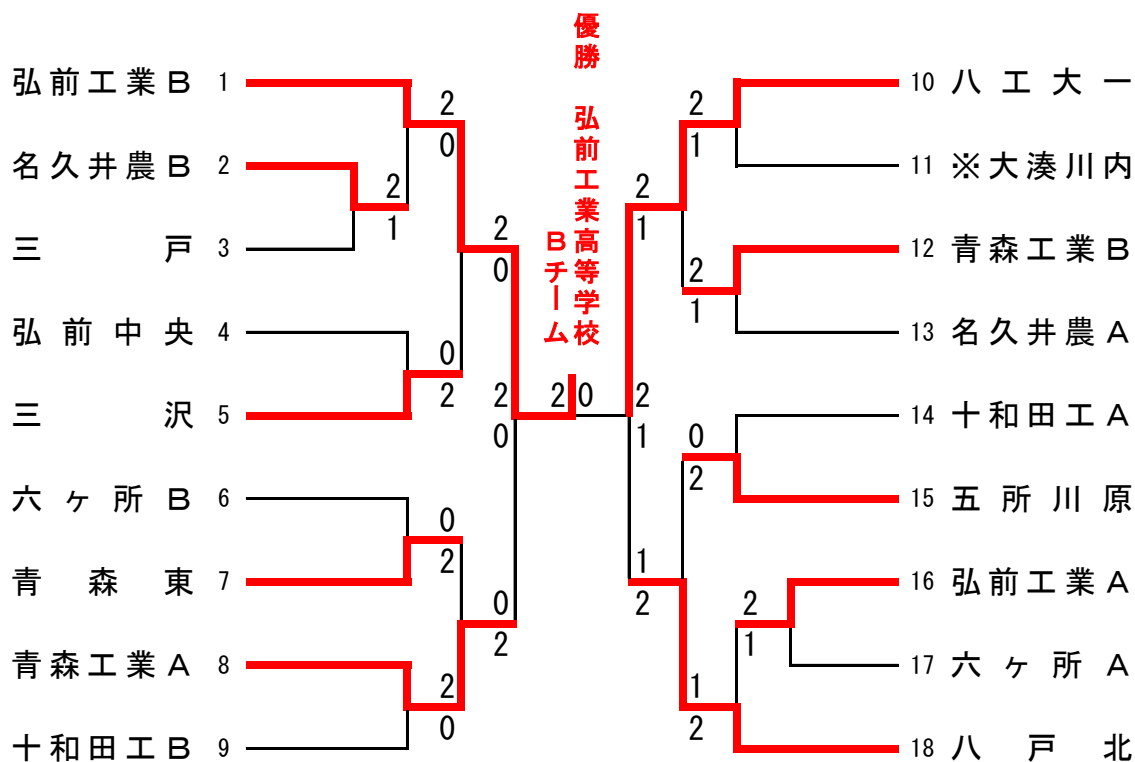 優勝 弘前工業高等学校
Bチーム
弘前工業B 1
名久井農B 2
三戸 3
弘前中央 4
三沢 5
六ヶ所B 6
青森東 7
青森工業A 8
十和田工B 9
2
0
2
1
2
0
0
2
2
0
0
2
0
2
2
0
2 0
2
1
2
1
2
1
2
1
0
2
1
2
2
1
1
2
10 八工大一
11 ※大湊川内
12 青森工業B
13 名久井農A
14 十和田工A
15 五所川原
16 弘前工業A
17 六ヶ所A
18 八戸北